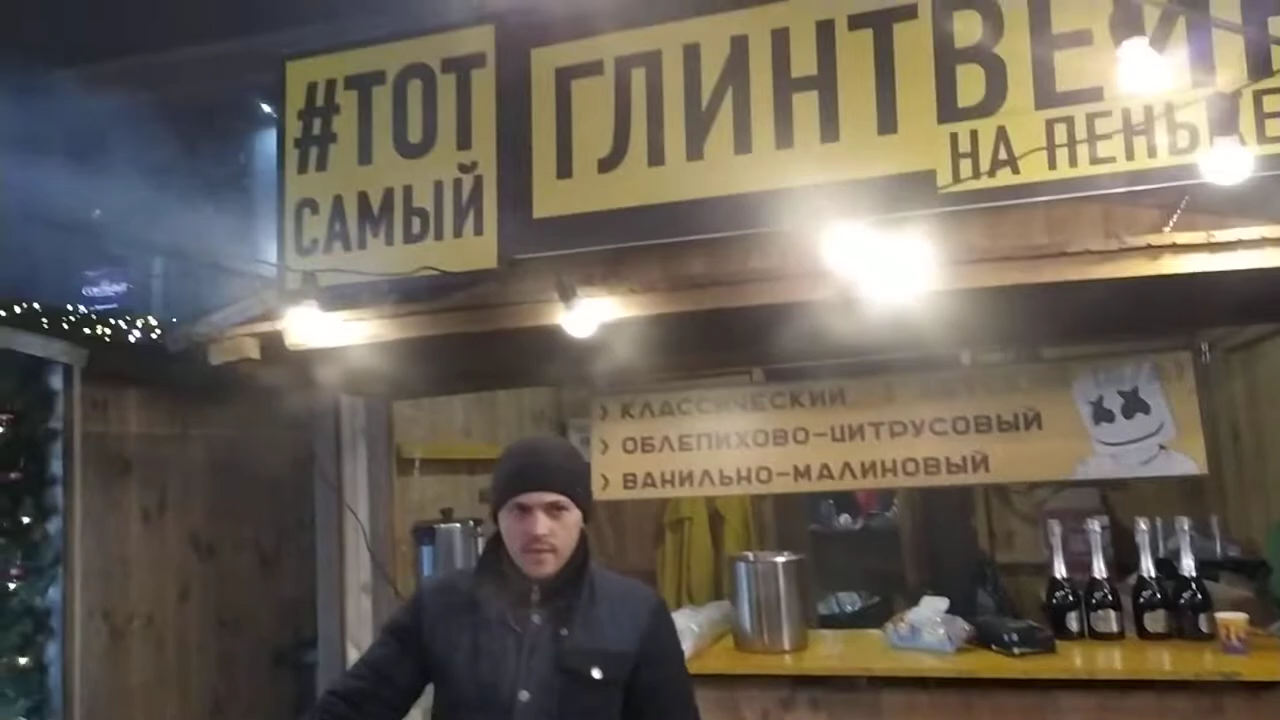 #ТОТ
САМЫЙ
ГЛИНТВЕЙН
НА ПЕНЬКЕ
› КЛАССИЧЕСКИЙ
› ОБЛЕПИХОВО-ЦИТРУСОВЫЙ
› ВАНИЛЬНО-МАЛИНОВЫЙ